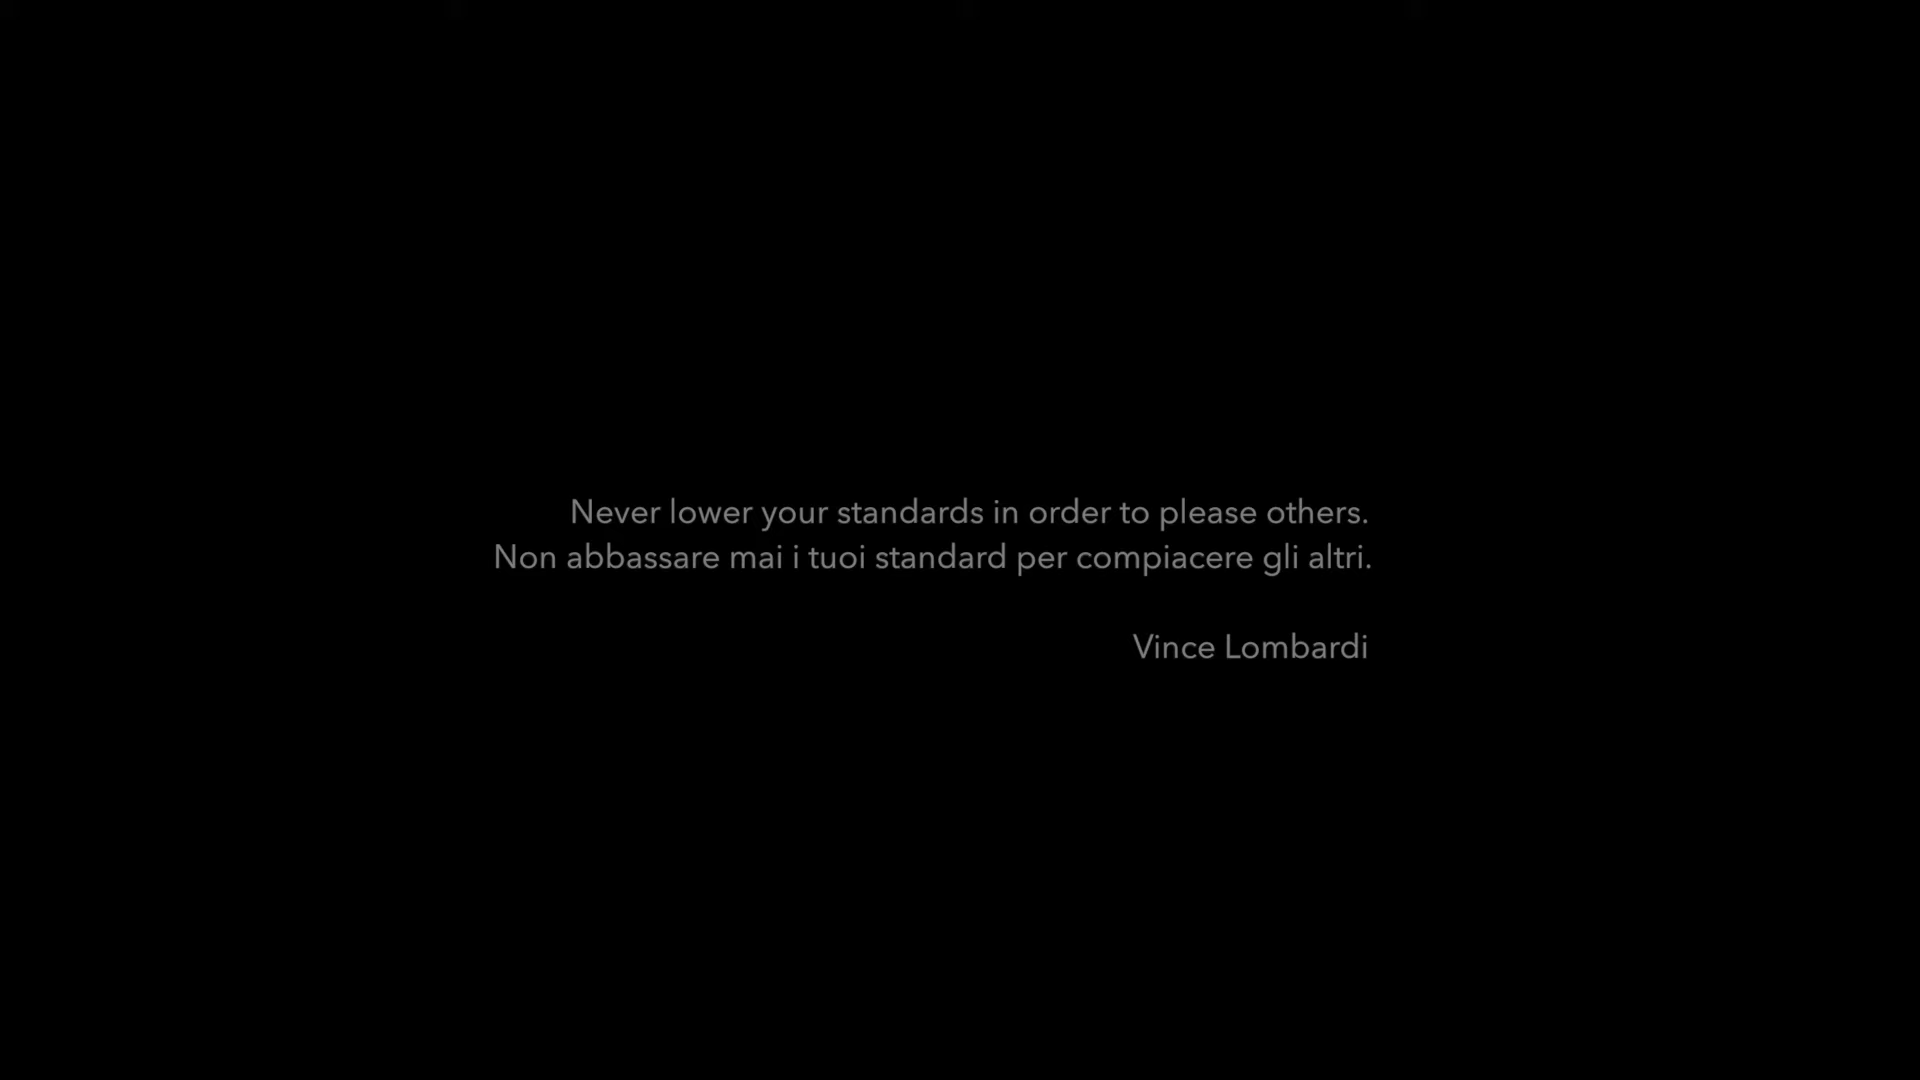 Never lower your standards in order to please others.
Non abbassare mai i tuoi standard per compiacere gli altri.
Vince Lombardi